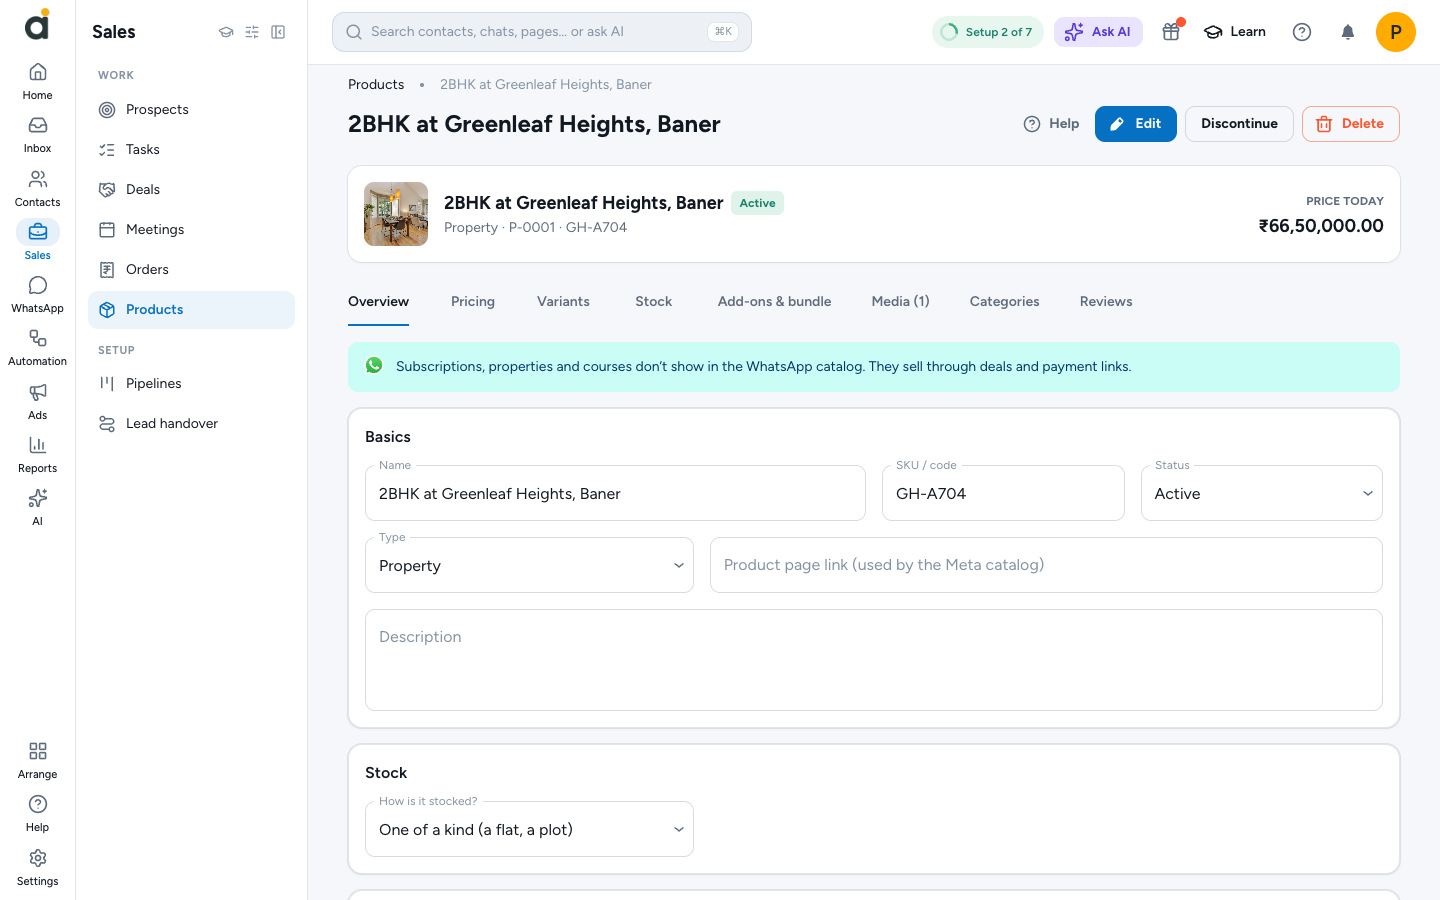 Sales
Search contacts, chats, pages... or ask AI
⌘K
Setup 2 of 7
Ask AI
Learn
P
Home
Inbox
Contacts
Sales
WhatsApp
Automation
Ads
Reports
AI
Arrange
Help
Settings
WORK
Prospects
Tasks
Deals
Meetings
Orders
Products
SETUP
Pipelines
Lead handover
Products • 2BHK at Greenleaf Heights, Baner
2BHK at Greenleaf Heights, Baner
Help
Edit
Discontinue
Delete
2BHK at Greenleaf Heights, Baner Active
Property · P-0001 · GH-A704
PRICE TODAY
₹66,50,000.00
Overview Pricing Variants Stock Add-ons & bundle Media (1) Categories Reviews
Subscriptions, properties and courses don't show in the WhatsApp catalog. They sell through deals and payment links.
Basics
Name
2BHK at Greenleaf Heights, Baner
SKU / code
GH-A704
Status
Active
Type
Property
Product page link (used by the Meta catalog)
Description
Stock
How is it stocked?
One of a kind (a flat, a plot)